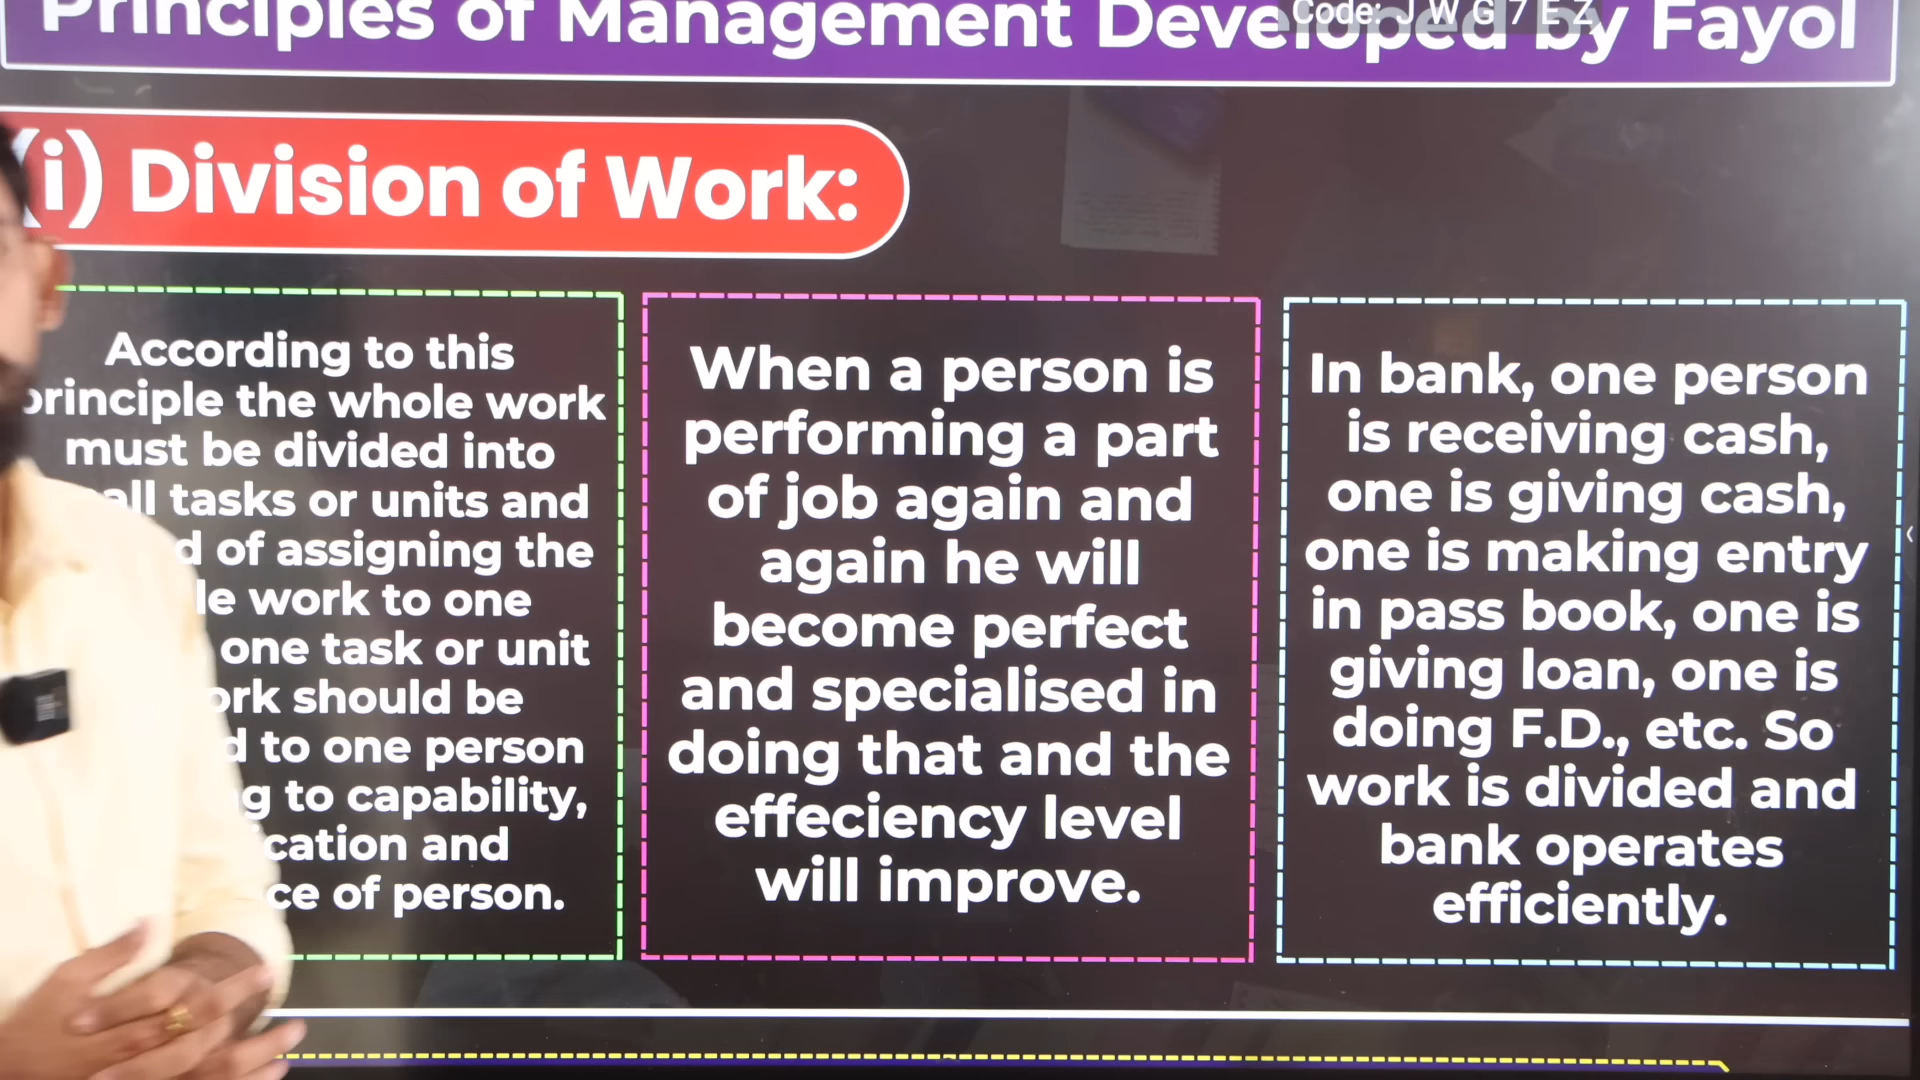 Principles of Management Developed by Fayol
Code: J W G 7 E Z
(i) Division of Work:
According to this
principle the whole work
must be divided into
tasks or units and
of assigning the
work to one
one task or unit
should be
to one person
to capability,
and
of person.
When a person is
performing a part
of job again and
again he will
become perfect
and specialised in
doing that and the
effeciency level
will improve.
In bank, one person
is receiving cash,
one is giving cash,
one is making entry
in pass book, one is
giving loan, one is
doing F.D., etc. So
work is divided and
bank operates
efficiently.